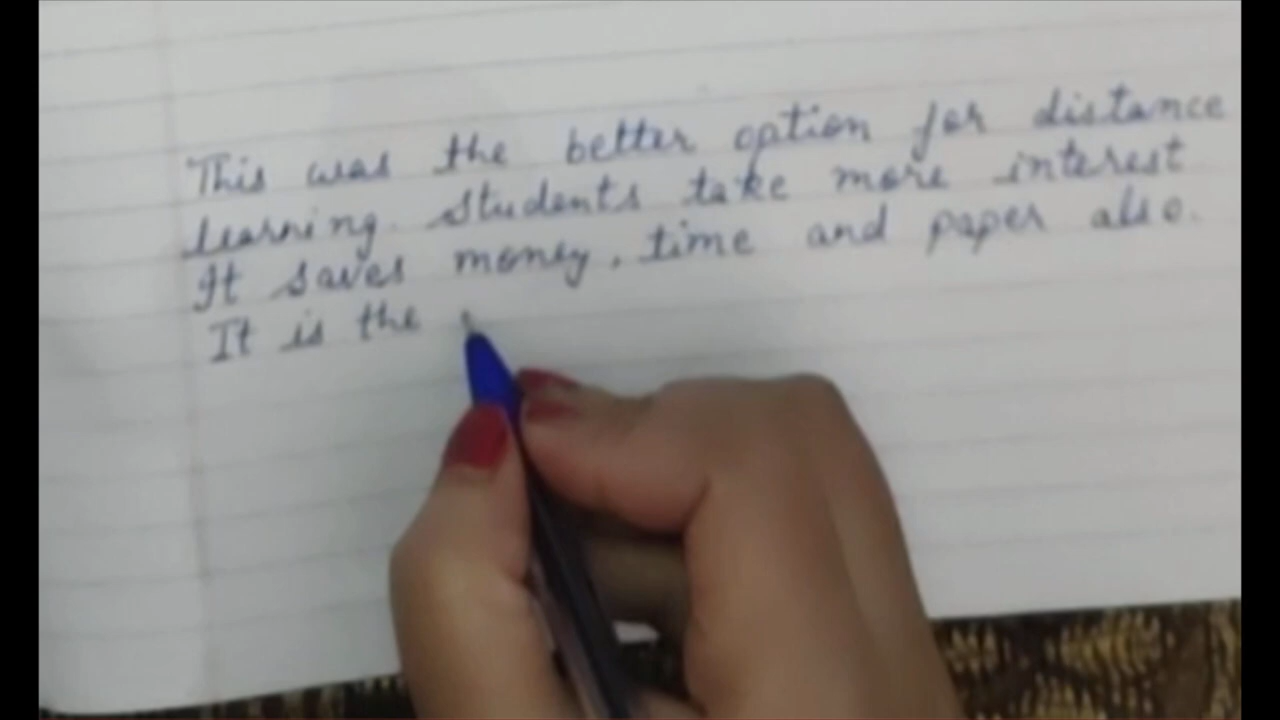 This was the better option for distance
learning. Students take more interest
It saves money, time and paper also.
It is the